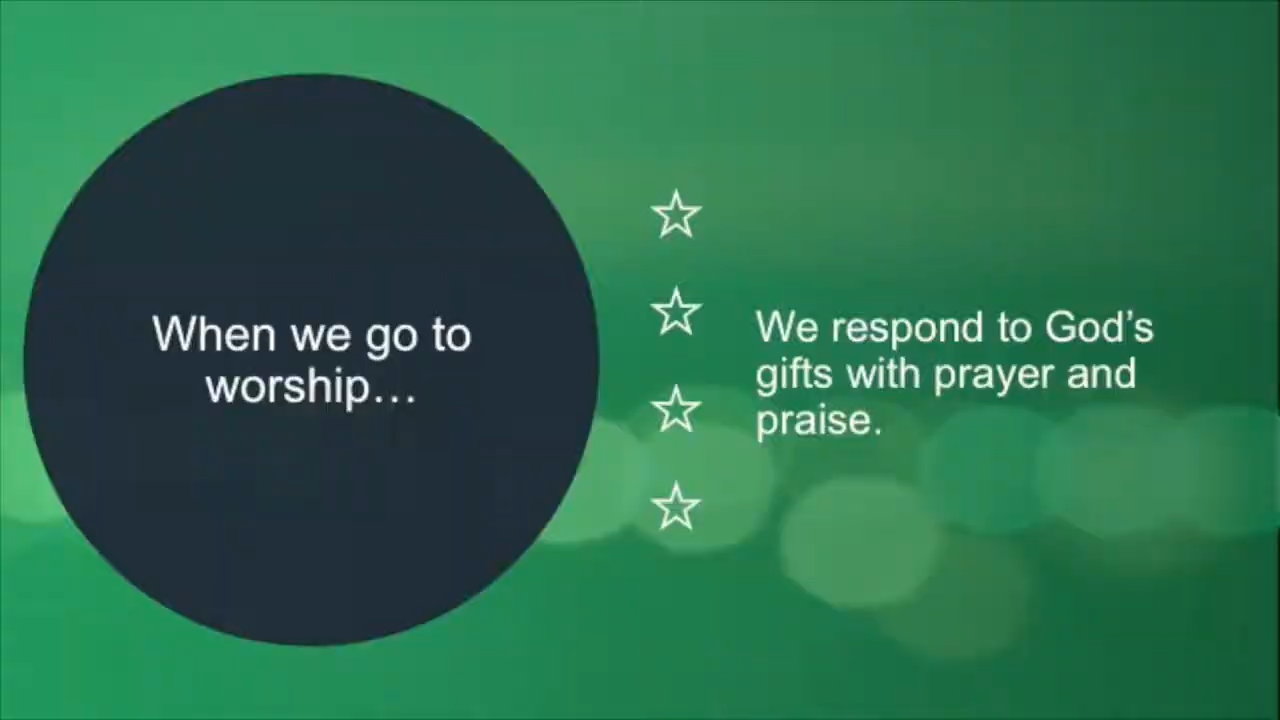 When we go to
worship…
We respond to God’s
gifts with prayer and
praise.